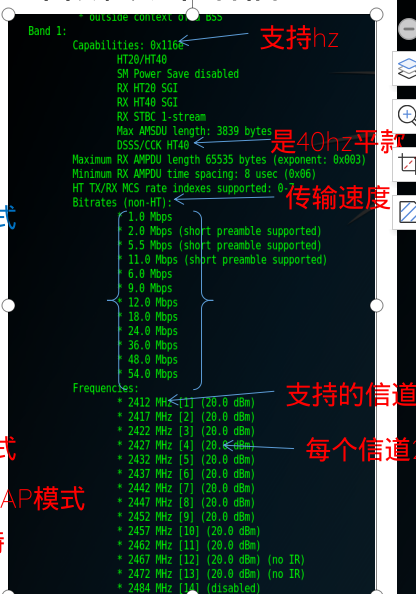 * outside context of a BSS
Band 1:
Capabilities: 0x116e
支持hz
HT20/HT40
SM Power Save disabled
RX HT20 SGI
RX HT40 SGI
RX STBC 1-stream
Max AMSDU length: 3839 bytes
DSSS/CCK HT40
是40hz平款
Maximum RX AMPDU length 65535 bytes (exponent: 0x003)
Minimum RX AMPDU time spacing: 8 usec (0x06)
HT TX/RX MCS rate indexes supported: 0-7
传输速度
Bitrates (non-HT):
式
* 1.0 Mbps
* 2.0 Mbps (short preamble supported)
* 5.5 Mbps (short preamble supported)
* 11.0 Mbps (short preamble supported)
* 6.0 Mbps
* 9.0 Mbps
* 12.0 Mbps
* 18.0 Mbps
* 24.0 Mbps
* 36.0 Mbps
* 48.0 Mbps
* 54.0 Mbps
Frequencies:
支持的信道
* 2412 MHz [1] (20.0 dBm)
* 2417 MHz [2] (20.0 dBm)
* 2422 MHz [3] (20.0 dBm)
* 2427 MHz [4] (20.0 dBm)
每个信道
式
* 2432 MHz [5] (20.0 dBm)
* 2437 MHz [6] (20.0 dBm)
* 2442 MHz [7] (20.0 dBm)
* 2447 MHz [8] (20.0 dBm)
AP模式
* 2452 MHz [9] (20.0 dBm)
* 2457 MHz [10] (20.0 dBm)
* 2462 MHz [11] (20.0 dBm)
* 2467 MHz [12] (20.0 dBm) (no IR)
* 2472 MHz [13] (20.0 dBm) (no IR)
* 2484 MHz [14] (disabled)